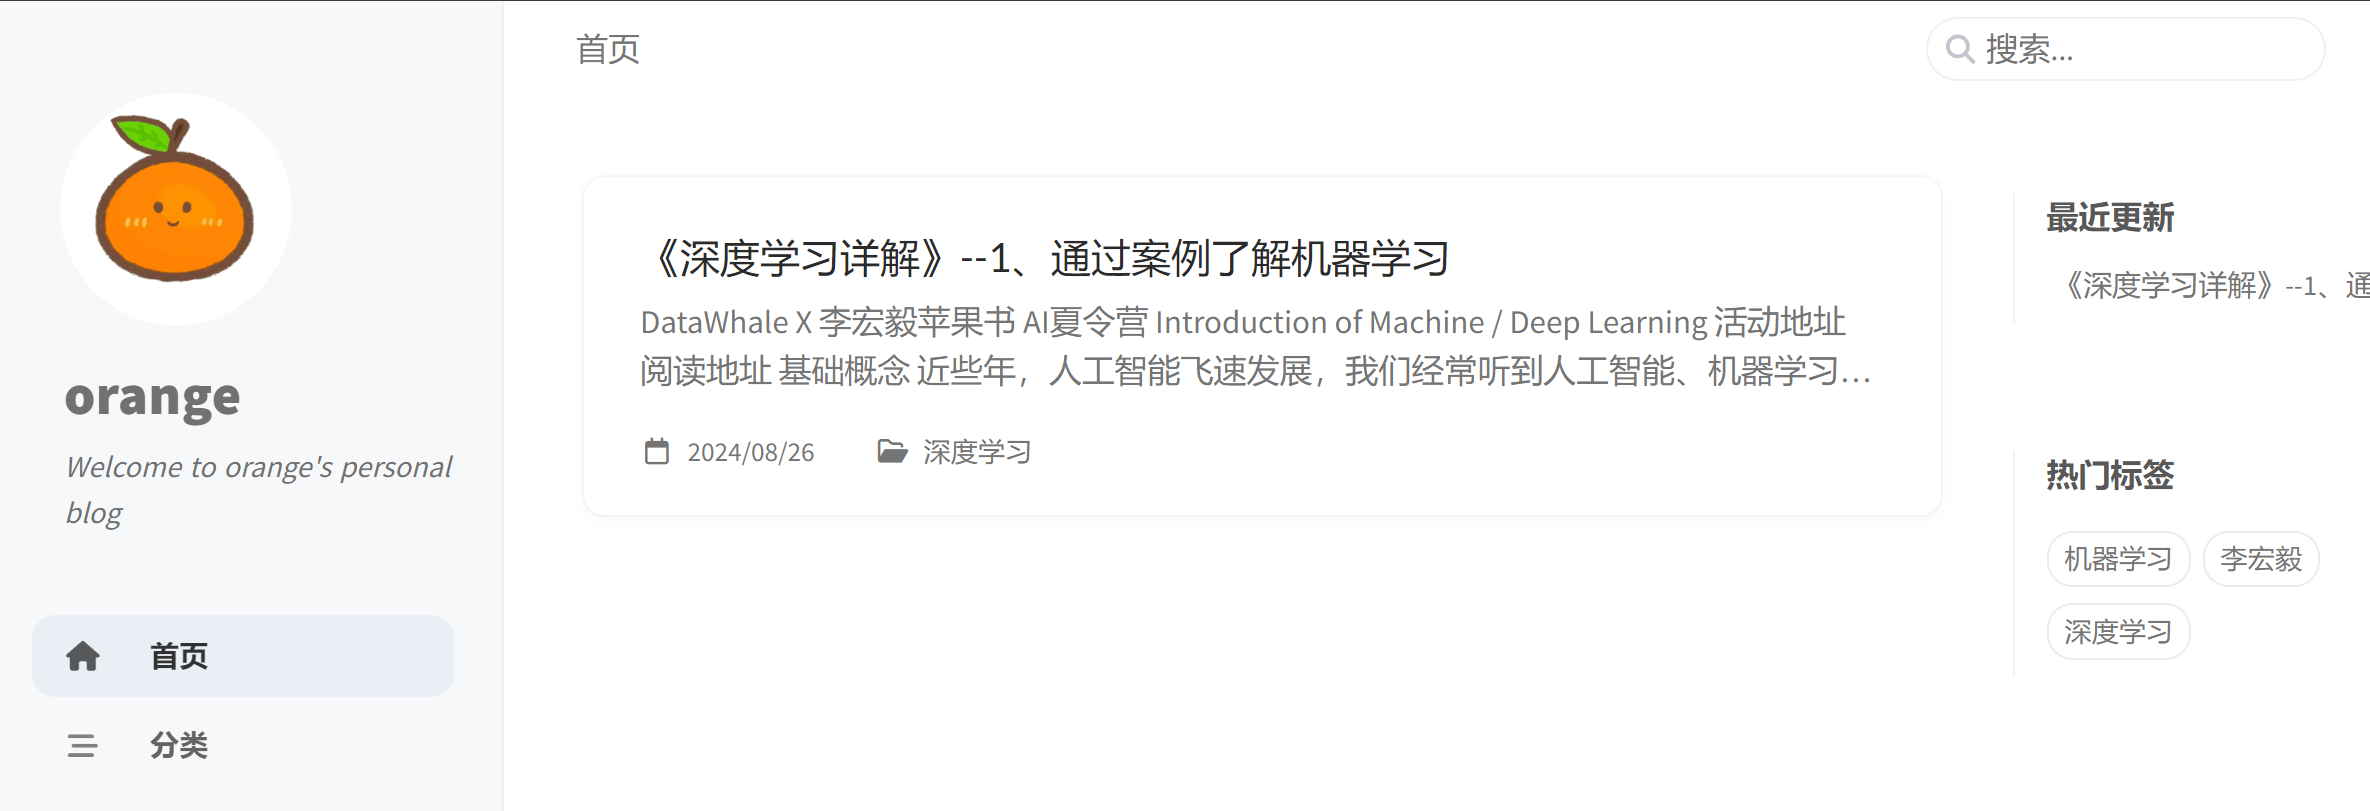 orange
Welcome to orange's personal
blog
首页
分类
首页
搜索...
《深度学习详解》--1、通过案例了解机器学习
DataWhale X 李宏毅苹果书 AI夏令营 Introduction of Machine / Deep Learning 活动地址
阅读地址 基础概念 近些年，人工智能飞速发展，我们经常听到人工智能、机器学习…
2024/08/26 深度学习
最近更新
《深度学习详解》--1、通
热门标签
机器学习 李宏毅
深度学习